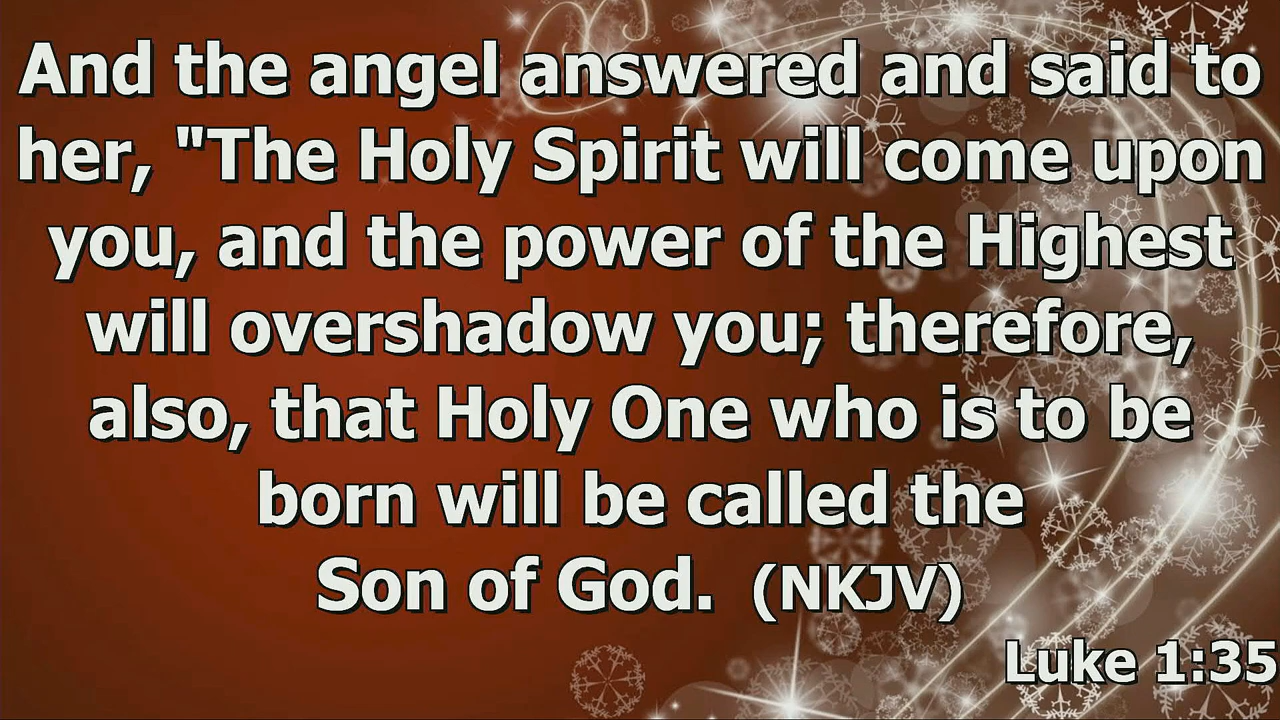 And the angel answered and said to
her, "The Holy Spirit will come upon
you, and the power of the Highest
will overshadow you; therefore,
also, that Holy One who is to be
born will be called the
Son of God.  (NKJV)
Luke 1:35